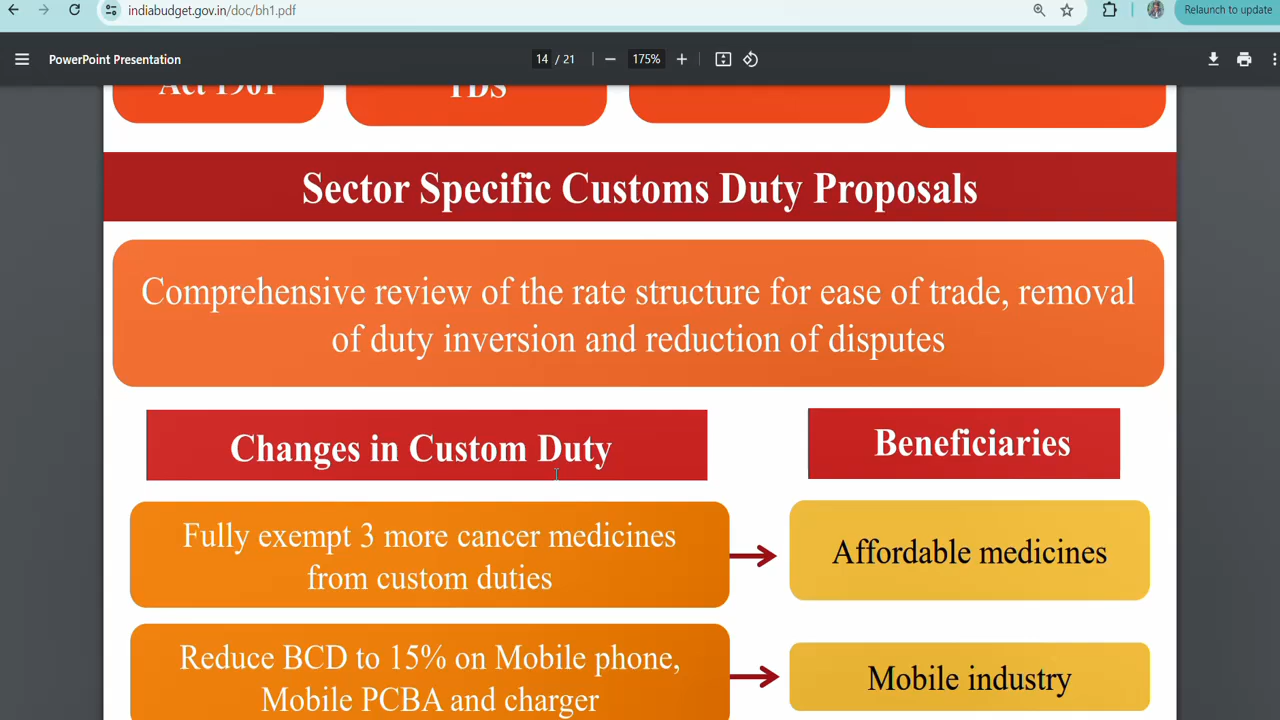 indiabudget.gov.in/doc/bh1.pdf
Relaunch to update
PowerPoint Presentation
14 / 21
175%
Act 1961
TDS
Sector Specific Customs Duty Proposals
Comprehensive review of the rate structure for ease of trade, removal
of duty inversion and reduction of disputes
Changes in Custom Duty
Beneficiaries
Fully exempt 3 more cancer medicines
from custom duties
Affordable medicines
Reduce BCD to 15% on Mobile phone,
Mobile PCBA and charger
Mobile industry